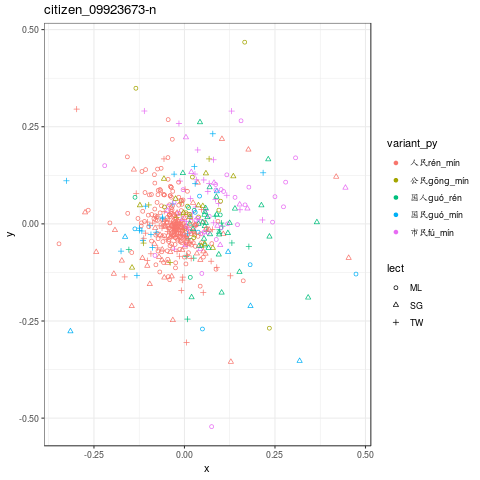 citizen_09923673-n
0.50
0.25
0.00
-0.25
-0.50
y
-0.25
0.00
0.25
0.50
x
variant_py
人民rén_mín
公民gōng_mín
国人guó_rén
国民guó_mín
市民fú_mín
lect
ML
SG
TW